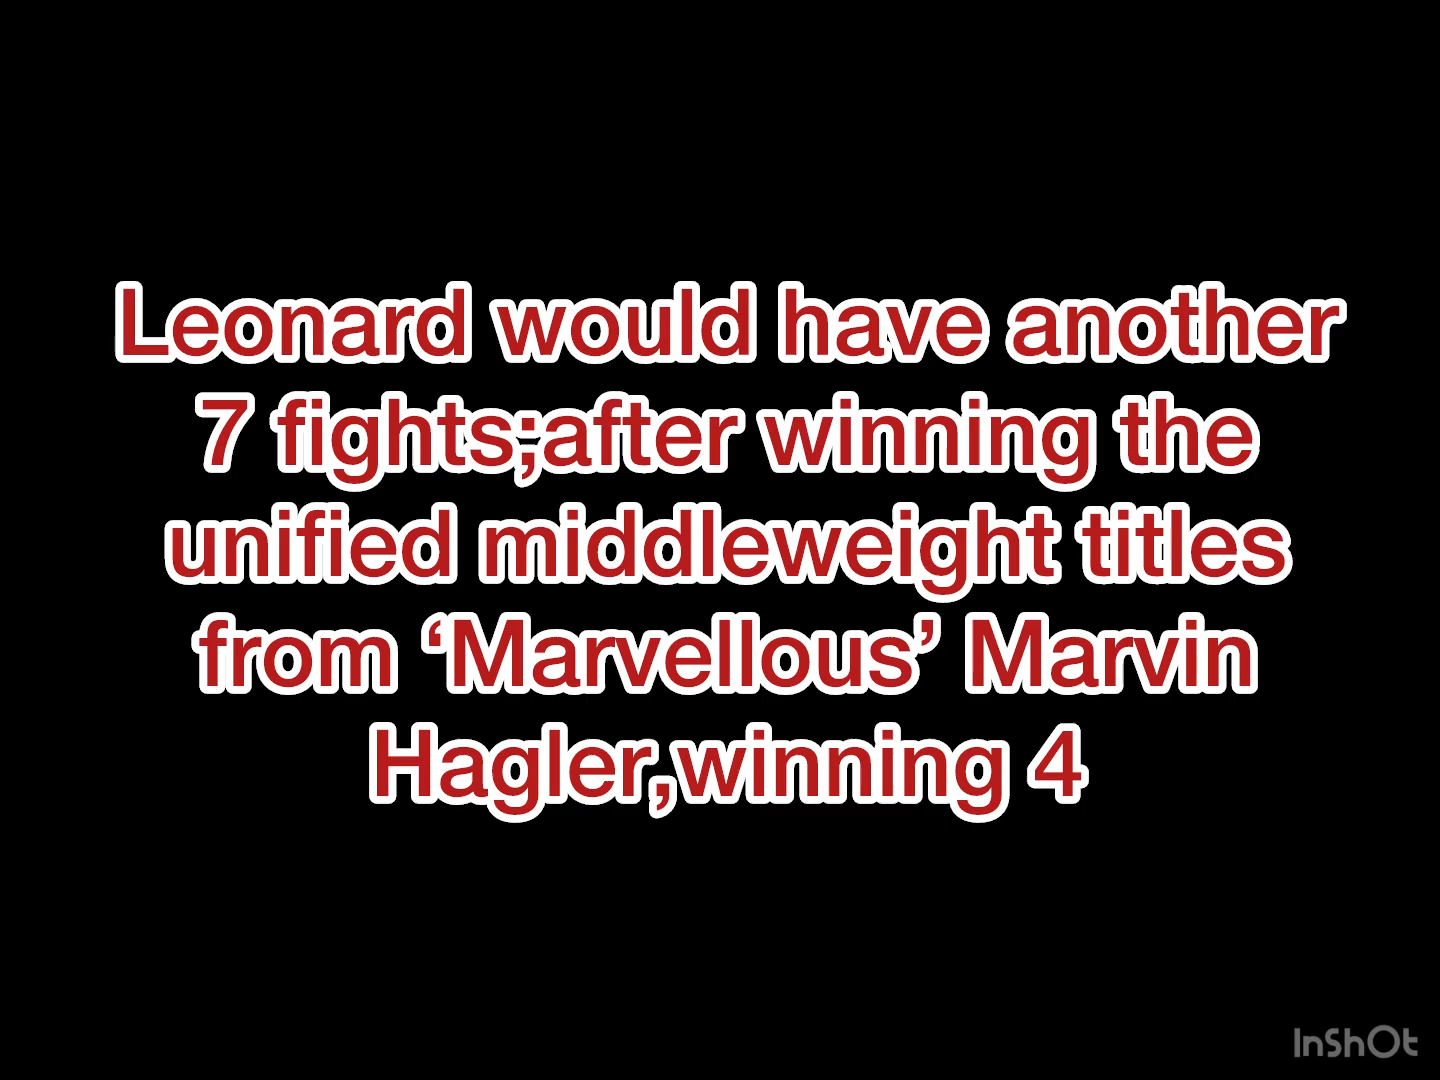 Leonard would have another
7 fights;after winning the
unified middleweight titles
from ‘Marvellous’ Marvin
Hagler,winning 4
InShOt